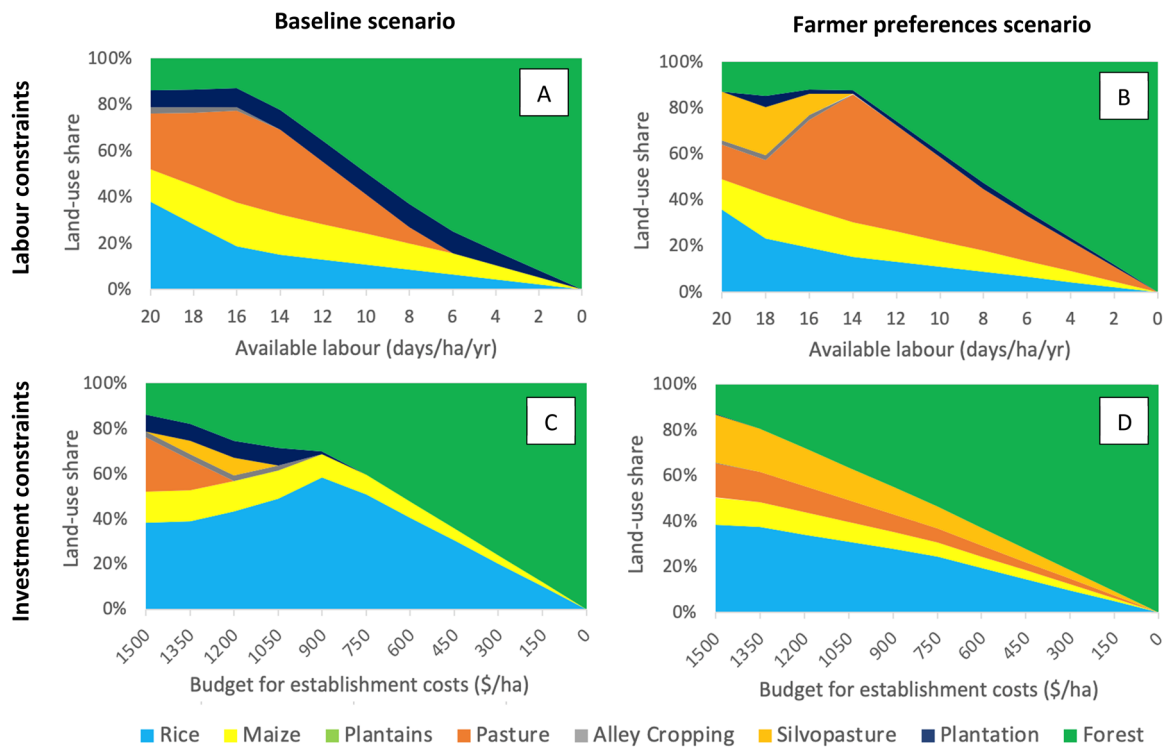 Baseline scenario
Farmer preferences scenario
Labour constraints
Land-use share
100%
80%
60%
40%
20%
0%
A
20 18 16 14 12 10 8 6 4 2 0
Available labour (days/ha/yr)
Land-use share
100%
80%
60%
40%
20%
0%
B
20 18 16 14 12 10 8 6 4 2 0
Available labour (days/ha/yr)
Investment constraints
Land-use share
100%
80%
60%
40%
20%
0%
C
1500 1350 1200 1050 900 750 600 450 300 150 0
Budget for establishment costs ($/ha)
Land-use share
100%
80%
60%
40%
20%
0%
D
1500 1350 1200 1050 900 750 600 450 300 150 0
Budget for establishment costs ($/ha)
Rice Maize Plantains Pasture Alley Cropping Silvopasture Plantation Forest